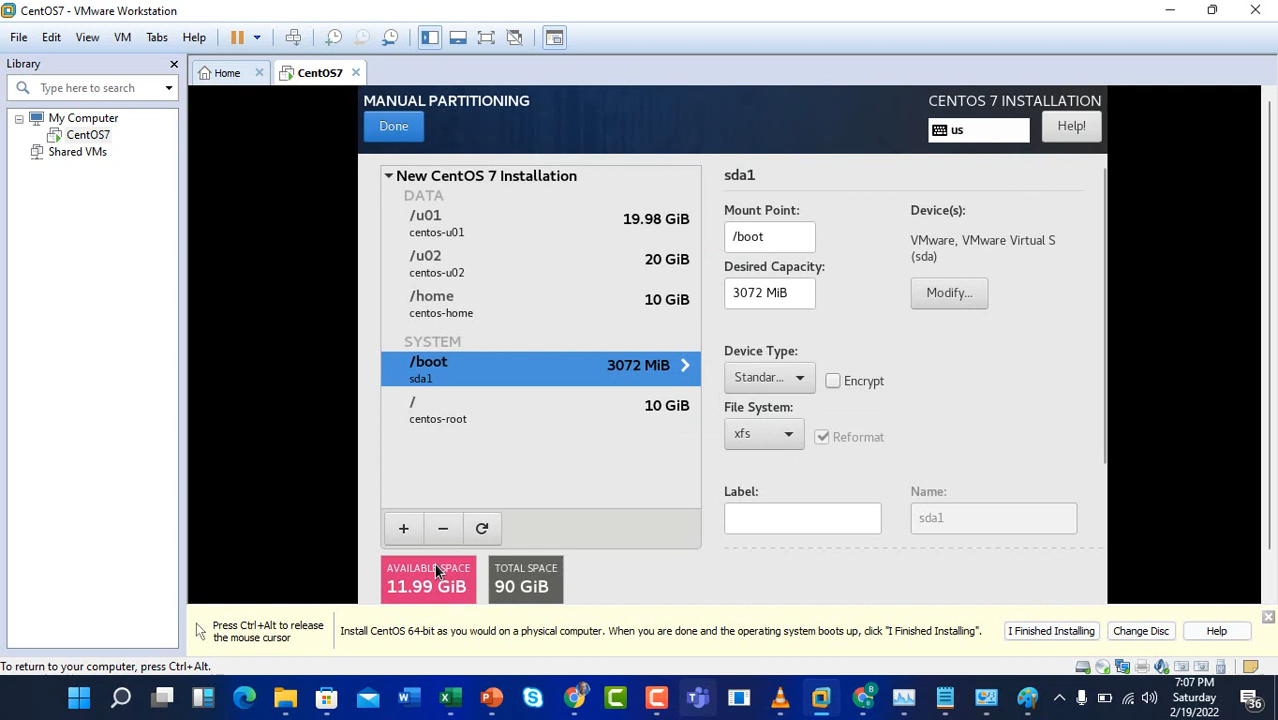 CentOS7 - VMware Workstation
File Edit View VM Tabs Help
Library
Type here to search
My Computer
CentOS7
Shared VMs
Home
CentOS7
MANUAL PARTITIONING
Done
CENTOS 7 INSTALLATION
us
Help!
New CentOS 7 Installation
DATA
/u01
centos-u01
19.98 GiB
/u02
centos-u02
20 GiB
/home
centos-home
10 GiB
SYSTEM
/boot
sda1
3072 MiB
/
centos-root
10 GiB
+ −
AVAILABLE SPACE
11.99 GiB
TOTAL SPACE
90 GiB
sda1
Mount Point:
/boot
Desired Capacity:
3072 MiB
Device(s):
VMware, VMware Virtual S
(sda)
Modify...
Device Type:
Standar...
Encrypt
File System:
xfs
Reformat
Label:
Name:
sda1
Press Ctrl+Alt to release
the mouse cursor
Install CentOS 64-bit as you would on a physical computer. When you are done and the operating system boots up, click "I Finished Installing".
I Finished Installing
Change Disc
Help
To return to your computer, press Ctrl+Alt.
7:07 PM
Saturday
2/19/2022
36